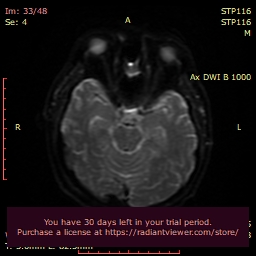 Im: 33/48
STP116
Se: 4
A
STP116
M
Ax DWI B 1000
R
L
You have 30 days left in your trial period.
Purchase a license at https://radiantviewer.com/store/